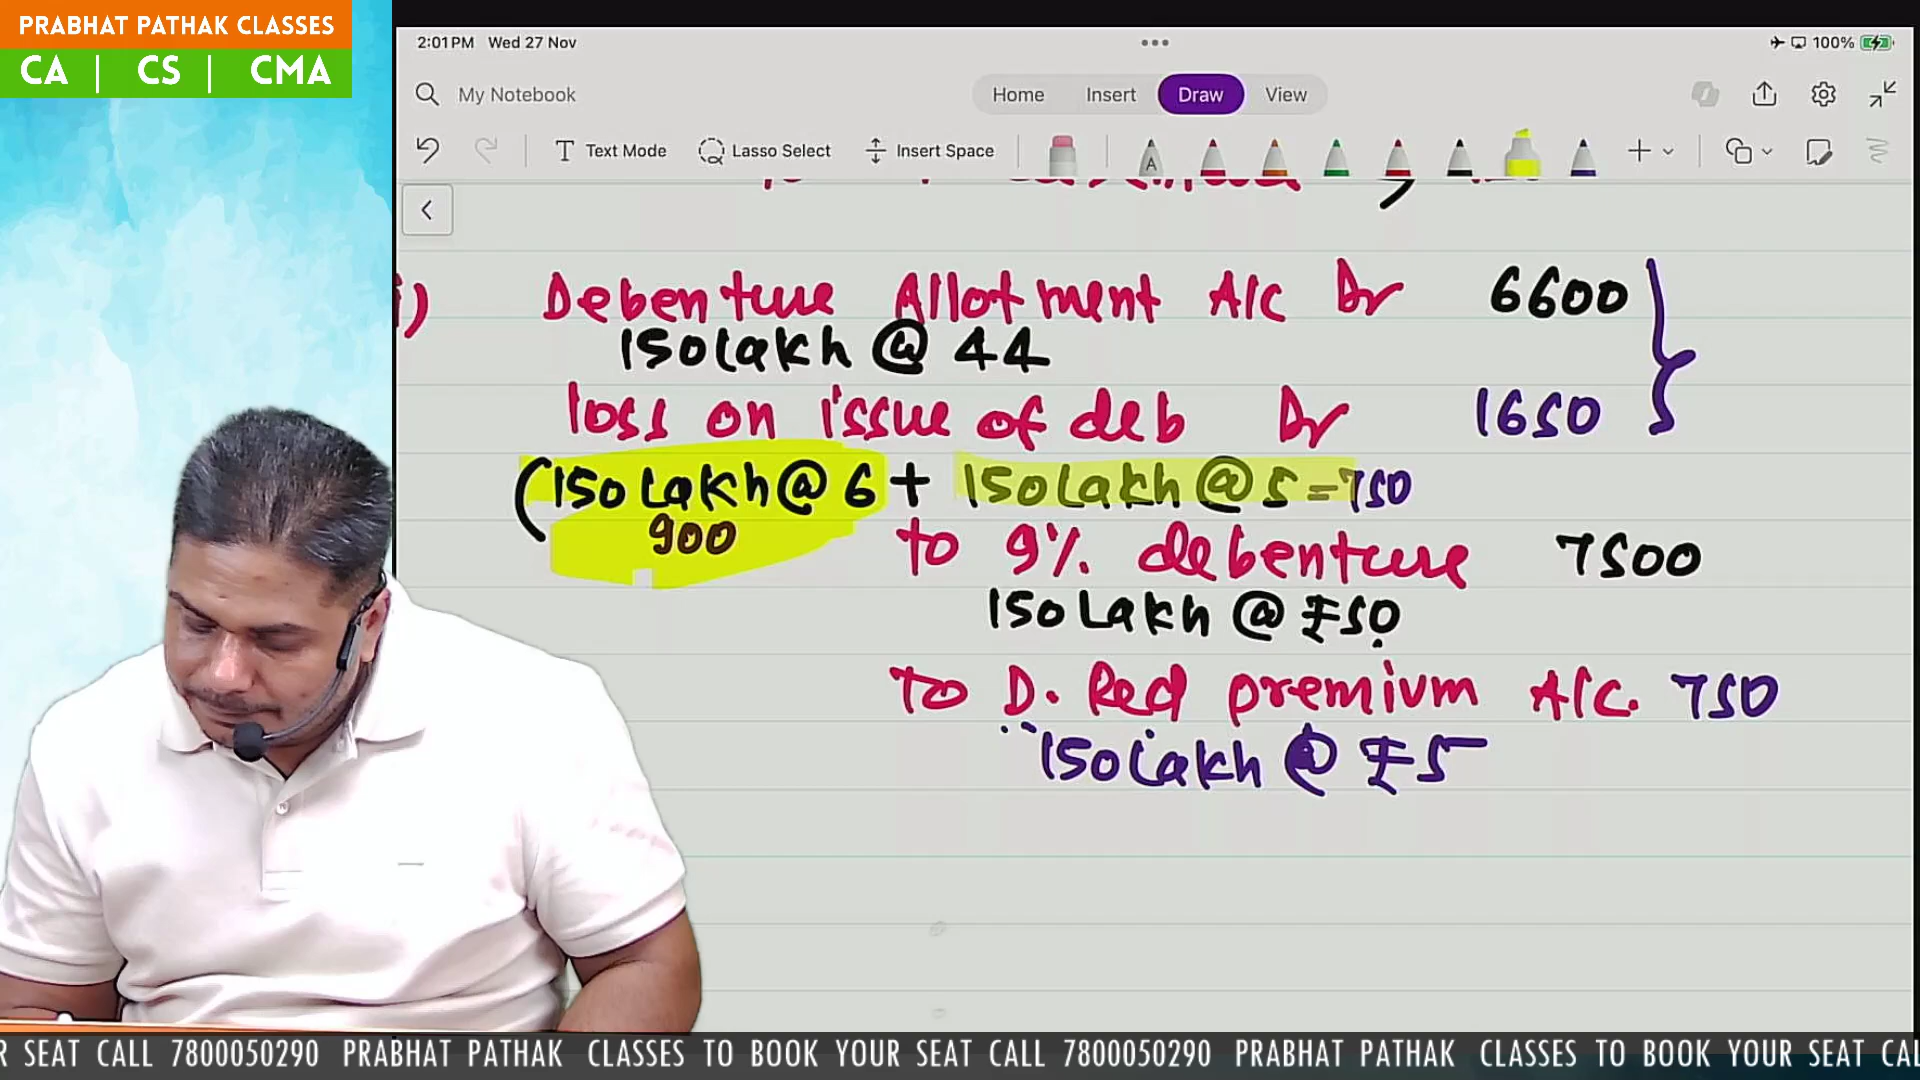 PRABHAT PATHAK CLASSES
CA | CS | CMA
2:01 PM Wed 27 Nov
100%
My Notebook
Home Insert Draw View
Text Mode Lasso Select Insert Space
A
i) Debenture Allotment A/c Dr 6600
150 Lakh @ 44
loss on issue of deb Dr 1650
(150 Lakh @ 6 + 150 Lakh @ 5 = 750
900
to 9% debenture 7500
150 Lakh @ ₹50
To D. Red premium A/c. 750
150 Lakh @ ₹5
R SEAT CALL 7800050290 PRABHAT PATHAK CLASSES TO BOOK YOUR SEAT CALL 7800050290 PRABHAT PATHAK CLASSES TO BOOK YOUR SEAT CAL